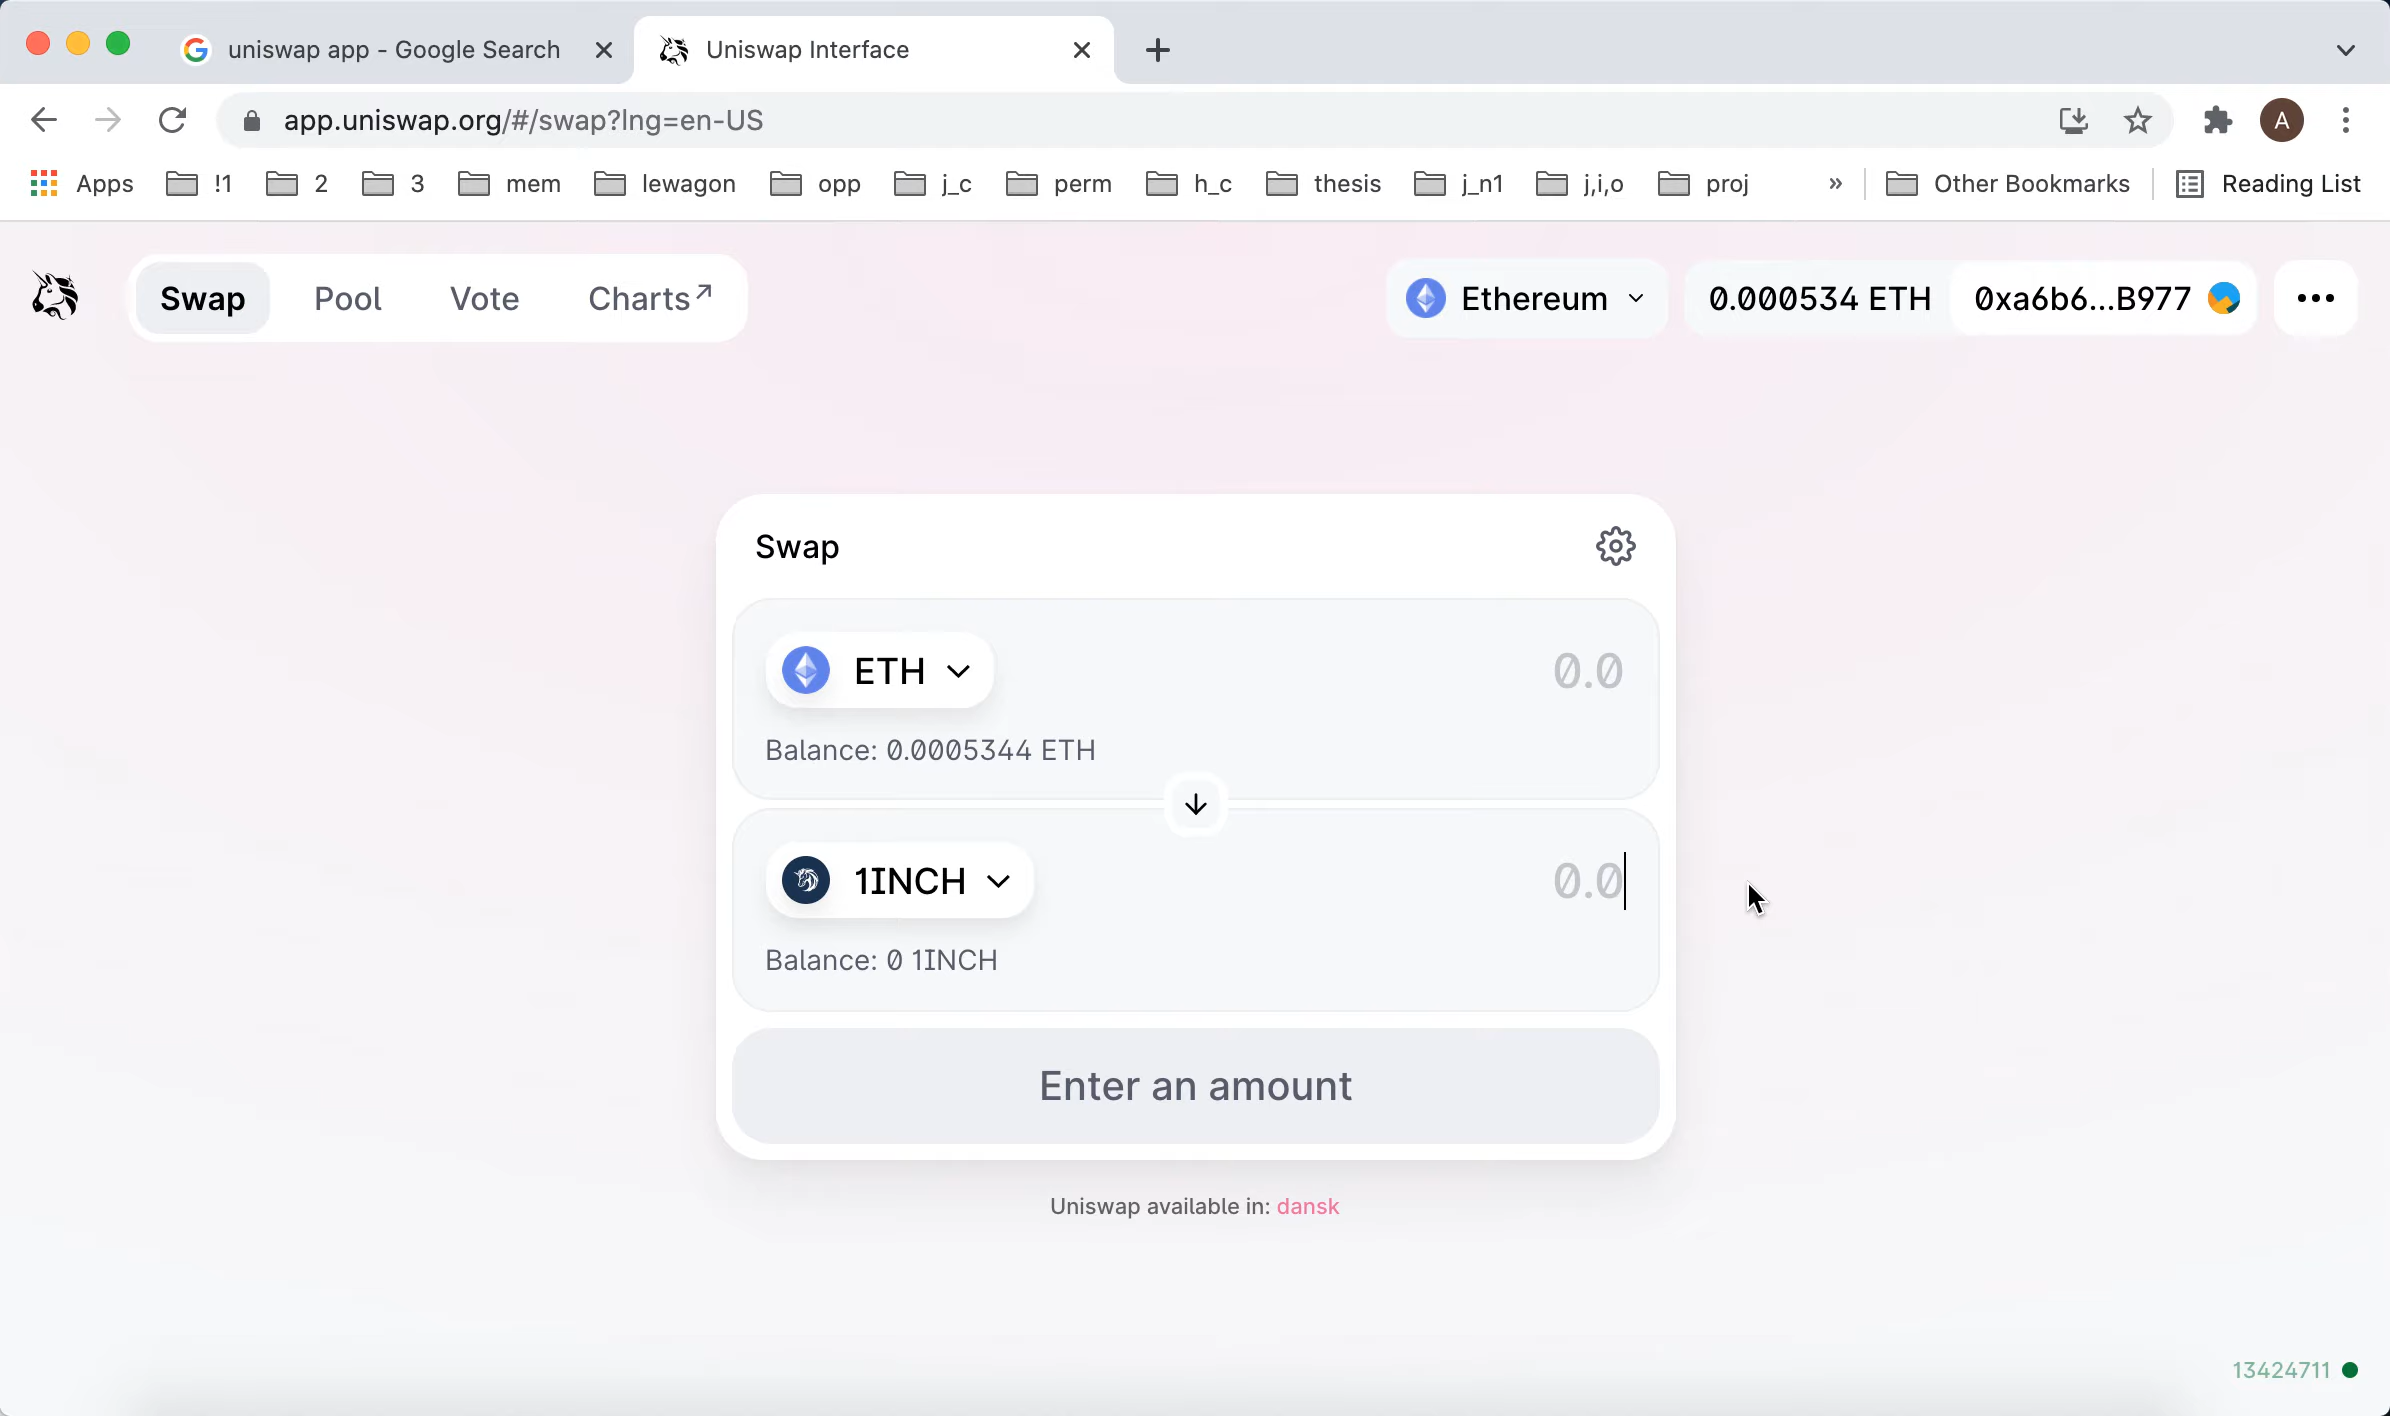 uniswap app - Google Search
Uniswap Interface
app.uniswap.org/#/swap?lng=en-US
A
Apps !1 2 3 mem lewagon opp j_c perm h_c thesis j_n1 j,i,o proj » Other Bookmarks Reading List
Swap Pool Vote Charts↗
Ethereum 0.000534 ETH 0xa6b6...B977
Swap
ETH 0.0
Balance: 0.0005344 ETH
1INCH 0.0
Balance: 0 1INCH
Enter an amount
Uniswap available in: dansk
13424711